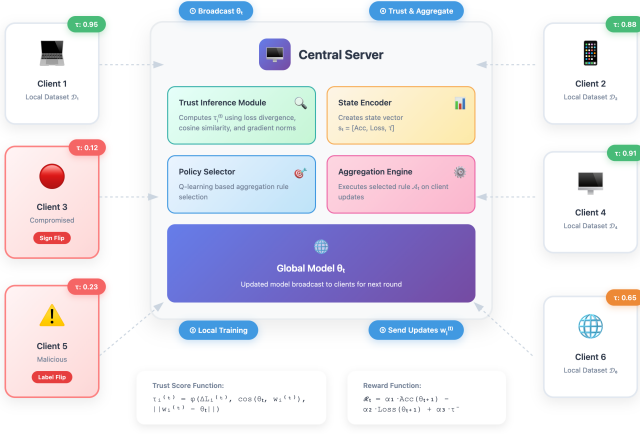 ① Broadcast θₜ
③ Trust & Aggregate
τ: 0.95
Client 1
Local Dataset 𝒟₁
τ: 0.88
Client 2
Local Dataset 𝒟₂
Central Server
Trust Inference Module
Computes τᵢ⁽ᵗ⁾ using loss divergence,
cosine similarity, and gradient norms
State Encoder
Creates state vector
sₜ = [Acc, Loss, τ̄]
τ: 0.12
Client 3
Compromised
Sign Flip
τ: 0.91
Client 4
Local Dataset 𝒟₄
Policy Selector
Q-learning based aggregation rule
selection
Aggregation Engine
Executes selected rule 𝒜ₜ on client
updates
Global Model θₜ
Updated model broadcast to clients for next round
τ: 0.23
Client 5
Malicious
Label Flip
τ: 0.65
Client 6
Local Dataset
② Local Training
Send Updates wᵢ⁽ᵗ⁾
Trust Score Function:
τᵢ⁽ᵗ⁾ = φ(ΔLᵢ⁽ᵗ⁾, cos(θₜ, wᵢ⁽ᵗ⁾),
||wᵢ⁽ᵗ⁾ − θₜ||)
Reward Function:
ℛₜ = α₁·Acc(θₜ₊₁) −
α₂·Loss(θₜ₊₁) + α₃·τ̄